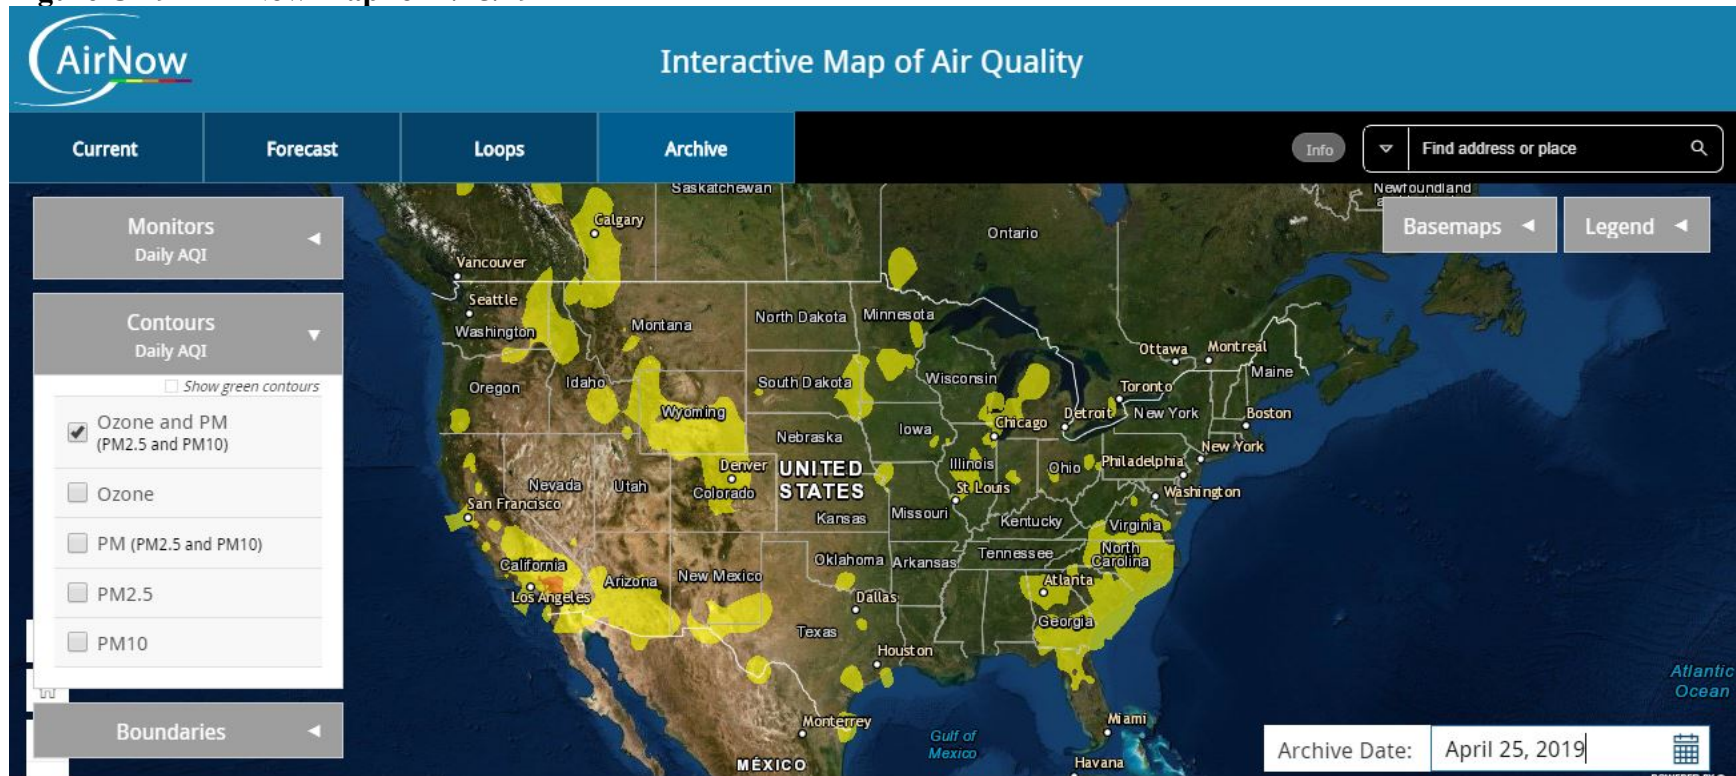 AirNow
Interactive Map of Air Quality
Current
Forecast
Loops
Archive
Info
Find address or place
Monitors
Daily AQI
Contours
Daily AQI
Show green contours
Ozone and PM
(PM2.5 and PM10)
Ozone
PM (PM2.5 and PM10)
PM2.5
PM10
Boundaries
Basemaps
Legend
Saskatchewan
Newfoundland
Calgary
Ontario
Vancouver
Seattle
Washington
Montana
North Dakota
Minnesota
Ottawa
Montreal
Maine
Oregon
Idaho
South Dakota
Wisconsin
Toronto
Wyoming
Detroit
New York
Boston
Chicago
Nebraska
Iowa
New York
Denver
UNITED
STATES
Illinois
Ohio
Philadelphia
Nevada
Utah
Colorado
St Louis
Washington
San Francisco
Kansas
Missouri
Kentucky
Virginia
California
Arizona
New Mexico
Oklahoma
Arkansas
Tennessee
North
Carolina
Los Angeles
Atlanta
Dallas
Texas
Georgia
Houston
Atlantic
Ocean
Monterrey
Miami
Gulf of
Mexico
MÉXICO
Havana
Archive Date:
April 25, 2019